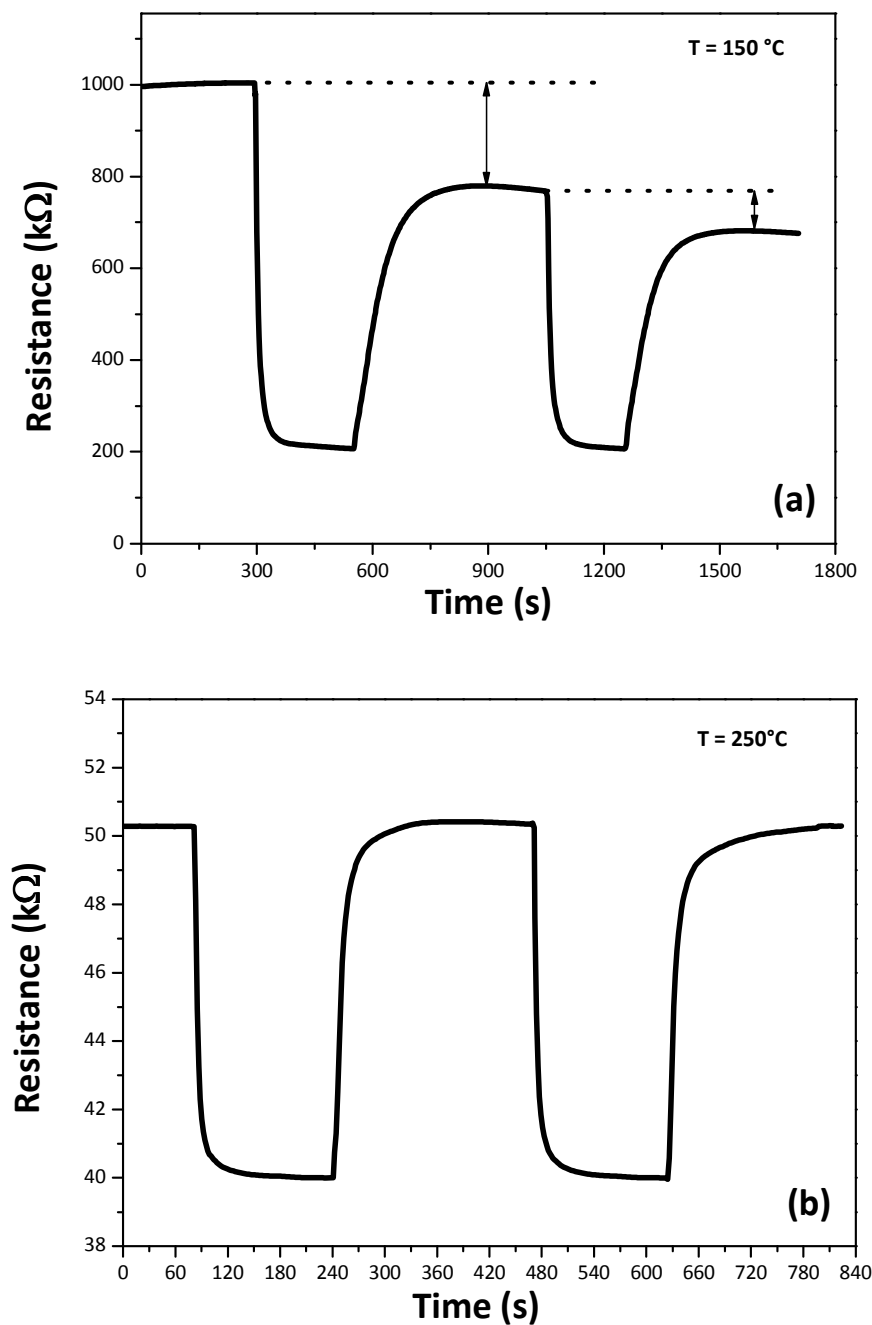 T = 150 °C
1000
800
600
400
200
0
Resistance (kΩ)
(a)
0 300 600 900 1200 1500 1800
Time (s)
54
52
50
48
46
44
42
40
38
T = 250°C
Resistance (kΩ)
(b)
0 60 120 180 240 300 360 420 480 540 600 660 720 780 840
Time (s)